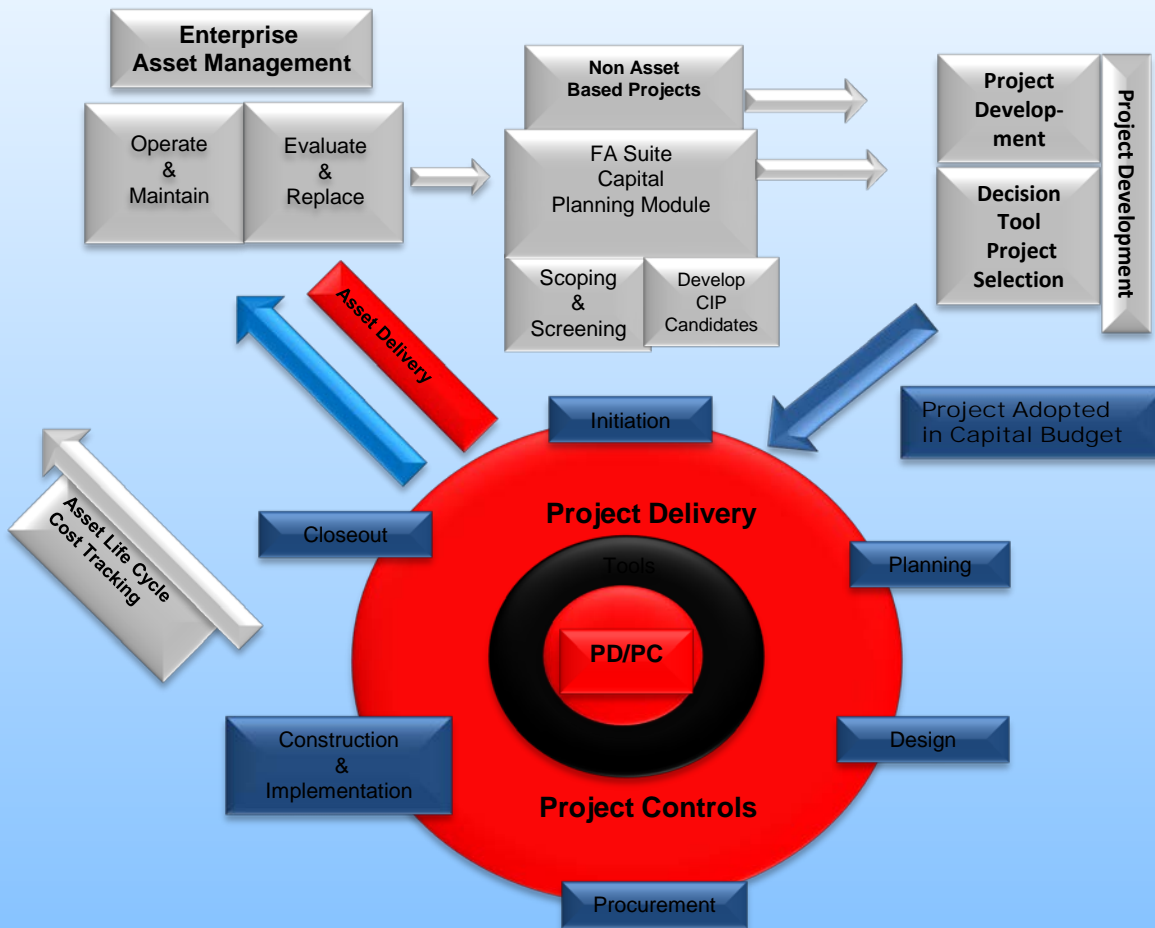 Enterprise
Asset Management
Operate
&
Maintain
Evaluate
&
Replace
Non Asset
Based Projects
FA Suite
Capital
Planning Module
Scoping
&
Screening
Develop
CIP
Candidates
Project
Develop-
ment
Decision
Tool
Project
Selection
Project Development
Asset Delivery
Project Adopted
in Capital Budget
Asset Life Cycle
Cost Tracking
Initiation
Closeout
Project Delivery
Tools
Planning
PD/PC
Construction
&
Implementation
Design
Project Controls
Procurement